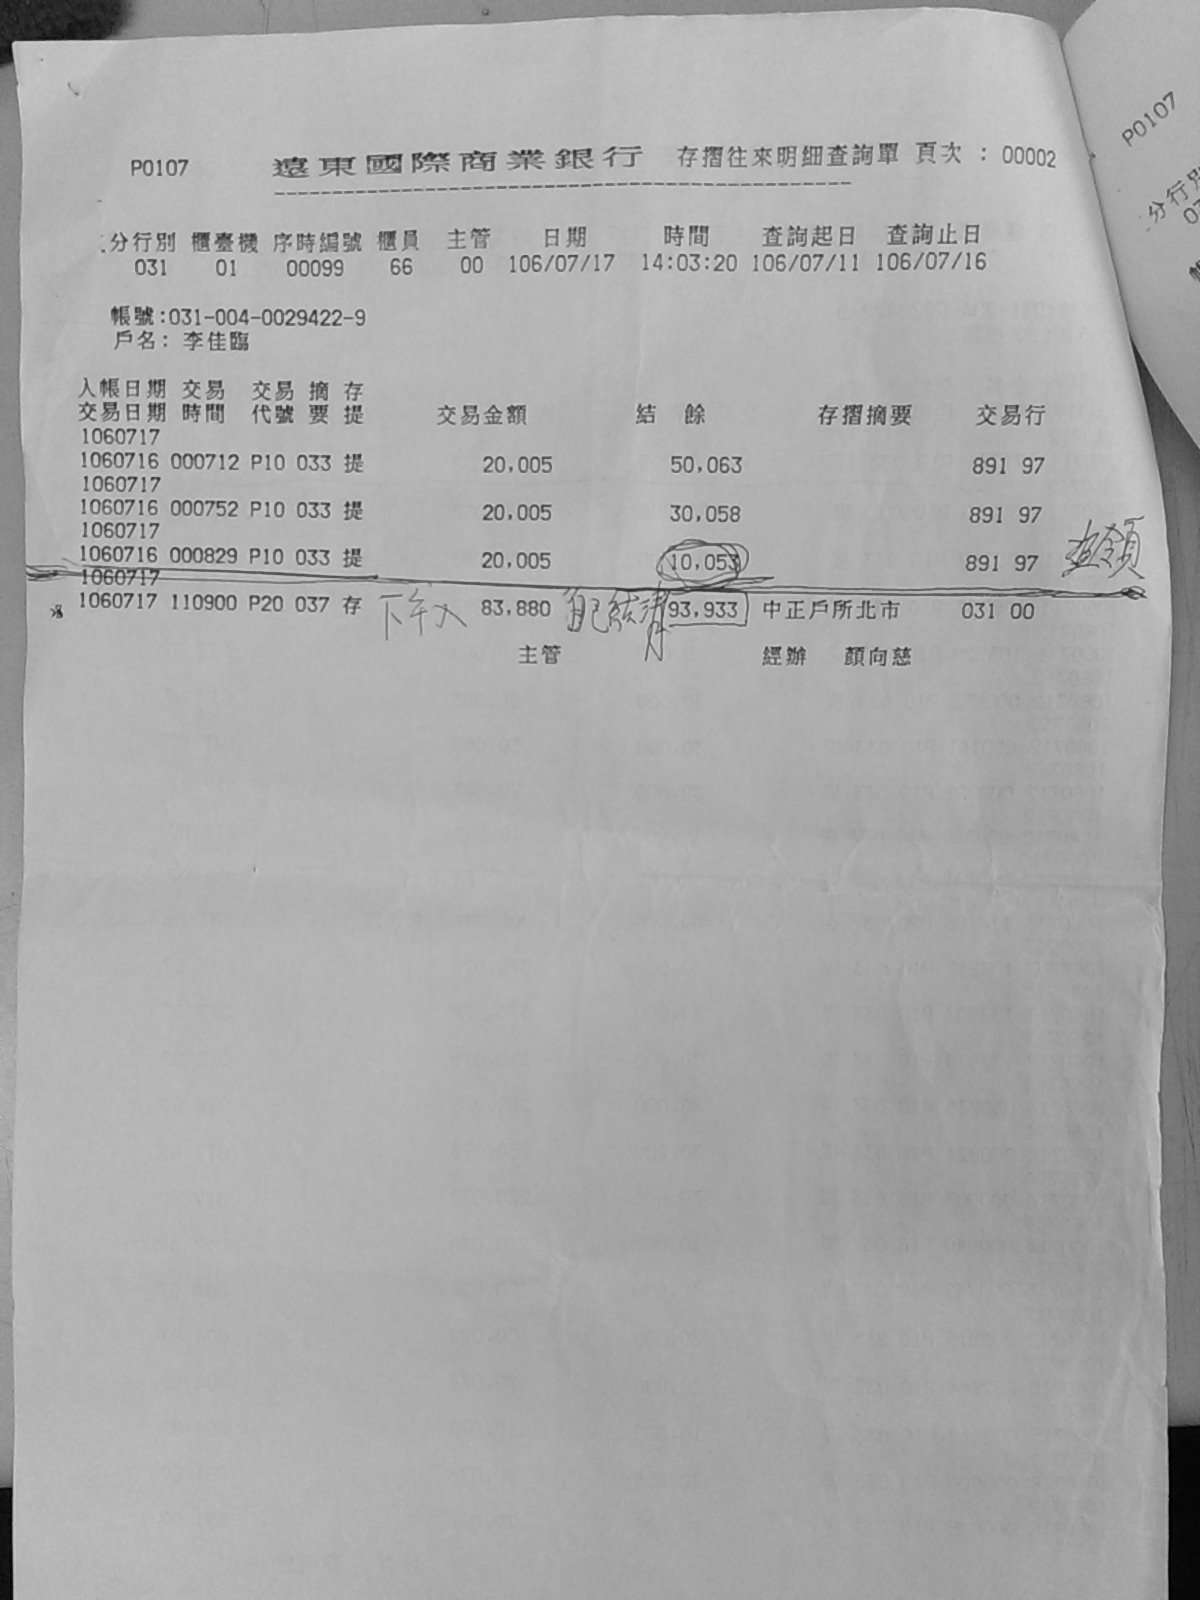 P0107 遠東國際商業銀行 存摺往來明細查詢單 頁次 : 00002
分行別 櫃臺機 序時編號 櫃員 主管 日期 時間 查詢起日 查詢止日
031 01 00099 66 00 106/07/17 14:03:20 106/07/11 106/07/16
帳號:031-004-0029422-9
戶名: 李佳臨
入帳日期 交易 交易 摘 存
交易日期 時間 代號 要 提 交易金額 結 餘 存摺摘要 交易行
1060717
1060716 000712 P10 033 提 20,005 50,063 891 97
1060717
1060716 000752 P10 033 提 20,005 30,058 891 97
1060717
1060716 000829 P10 033 提 20,005 10,053 891 97 盜領
1060717
1060717 110900 P20 037 存 下午入 83,880 自己結清 93,933 中正戶所北市 031 00
主管 經辦 顏向慈
P0107
分行別